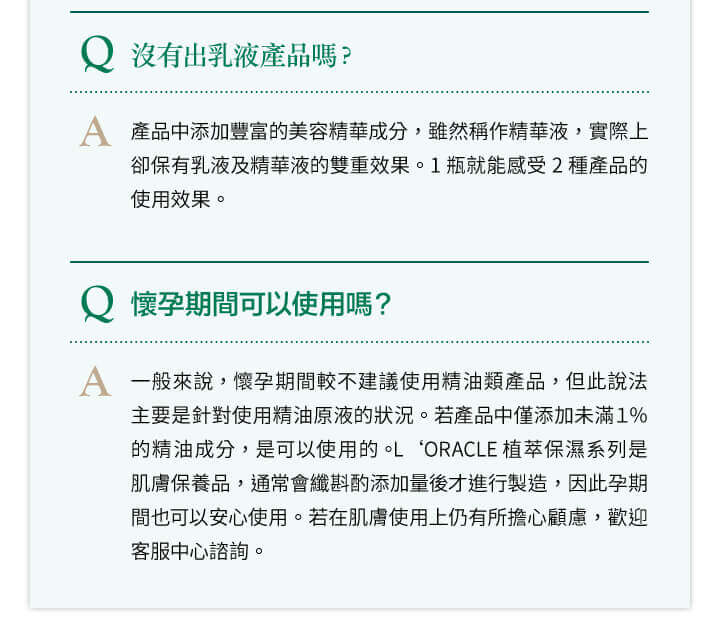 Q 沒有出乳液產品嗎?
A 產品中添加豐富的美容精華成分，雖然稱作精華液，實際上
卻保有乳液及精華液的雙重效果。1 瓶就能感受 2 種產品的
使用效果。
Q 懷孕期間可以使用嗎?
A 一般來說，懷孕期間較不建議使用精油類產品，但此說法
主要是針對使用精油原液的狀況。若產品中僅添加未滿1%
的精油成分，是可以使用的。L‘ORACLE 植萃保濕系列是
肌膚保養品，通常會纖斟酌添加量後才進行製造，因此孕期
間也可以安心使用。若在肌膚使用上仍有所擔心顧慮，歡迎
客服中心諮詢。